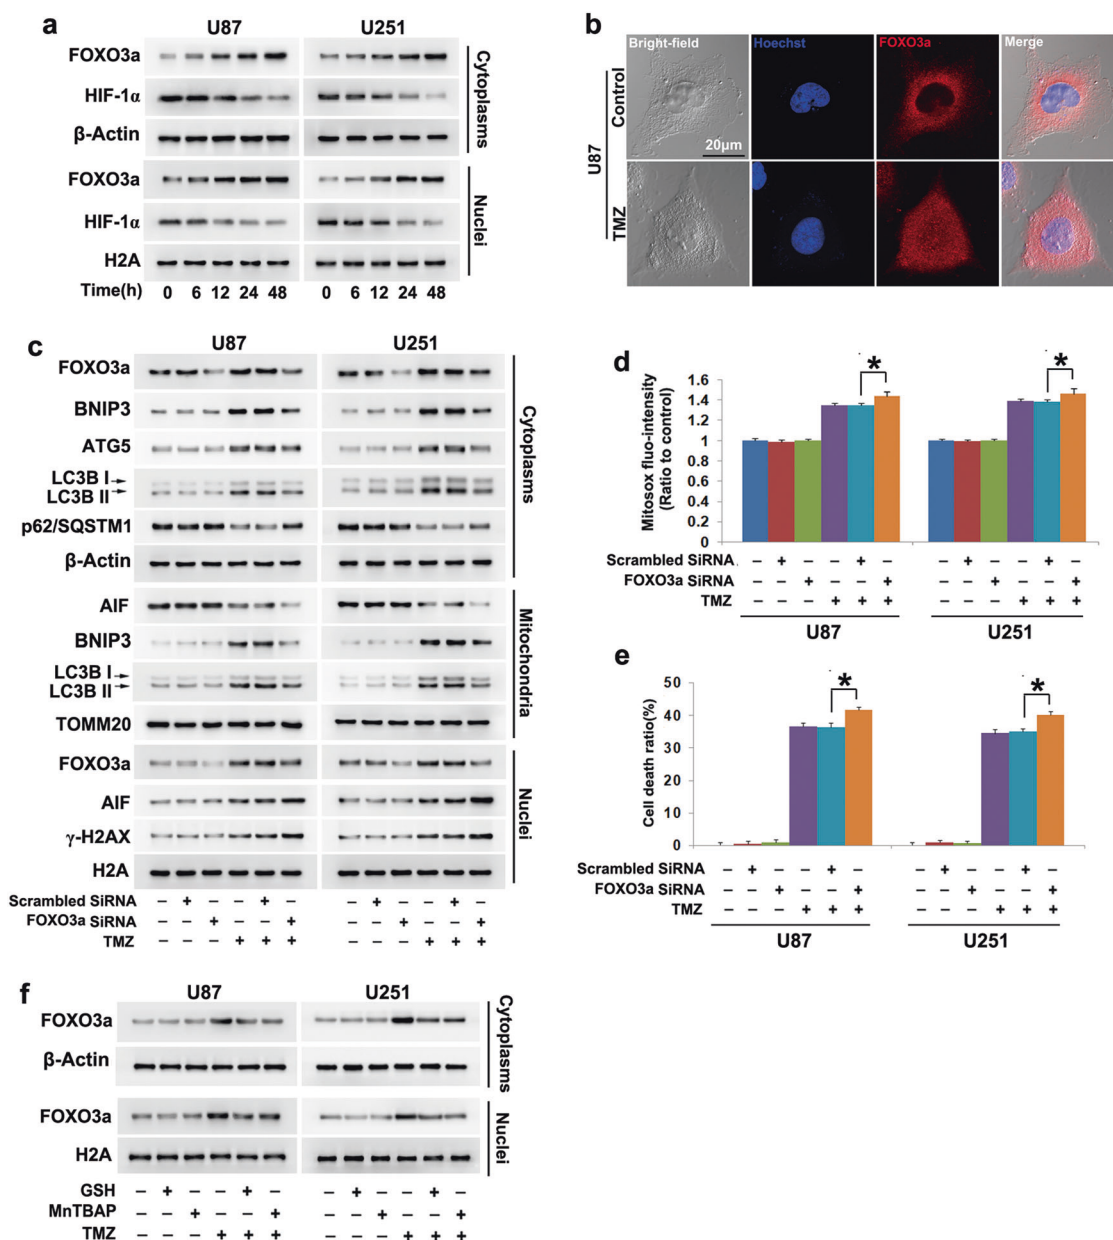 a
U87 U251
FOXO3a
HIF-1α
β-Actin
Cytoplasms
FOXO3a
HIF-1α
H2A
Nuclei
Time(h) 0 6 12 24 48 0 6 12 24 48
b
Bright-field Hoechst FOXO3a Merge
Control
20μm
U87
TMZ
c
U87 U251
FOXO3a
BNIP3
ATG5
LC3B I
LC3B II
p62/SQSTM1
β-Actin
Cytoplasms
AIF
BNIP3
LC3B I
LC3B II
TOMM20
Mitochondria
FOXO3a
AIF
γ-H2AX
H2A
Nuclei
Scrambled SiRNA – + – – + – – + – – + –
FOXO3a SiRNA – – + – – + – – + – – +
TMZ – – – + + + – – – + + +
d
Mitosox fluo-intensity
(Ratio to control)
1.6
1.4
1.2
1
0.8
0.6
0.4
0.2
0
* *
Scrambled SiRNA – + – – + – – + – – + –
FOXO3a SiRNA – – + – – + – – + – – +
TMZ – – – + + + – – – + + +
U87 U251
e
Cell death ratio(%)
50
40
30
20
10
0
* *
Scrambled SiRNA – + – – + – – + – – + –
FOXO3a SiRNA – – + – – + – – + – – +
TMZ – – – + + + – – – + + +
U87 U251
f
U87 U251
FOXO3a
β-Actin
Cytoplasms
FOXO3a
H2A
Nuclei
GSH – + – – + – – + – – + –
MnTBAP – – + – – + – – + – – +
TMZ – – – + + + – – – + + +